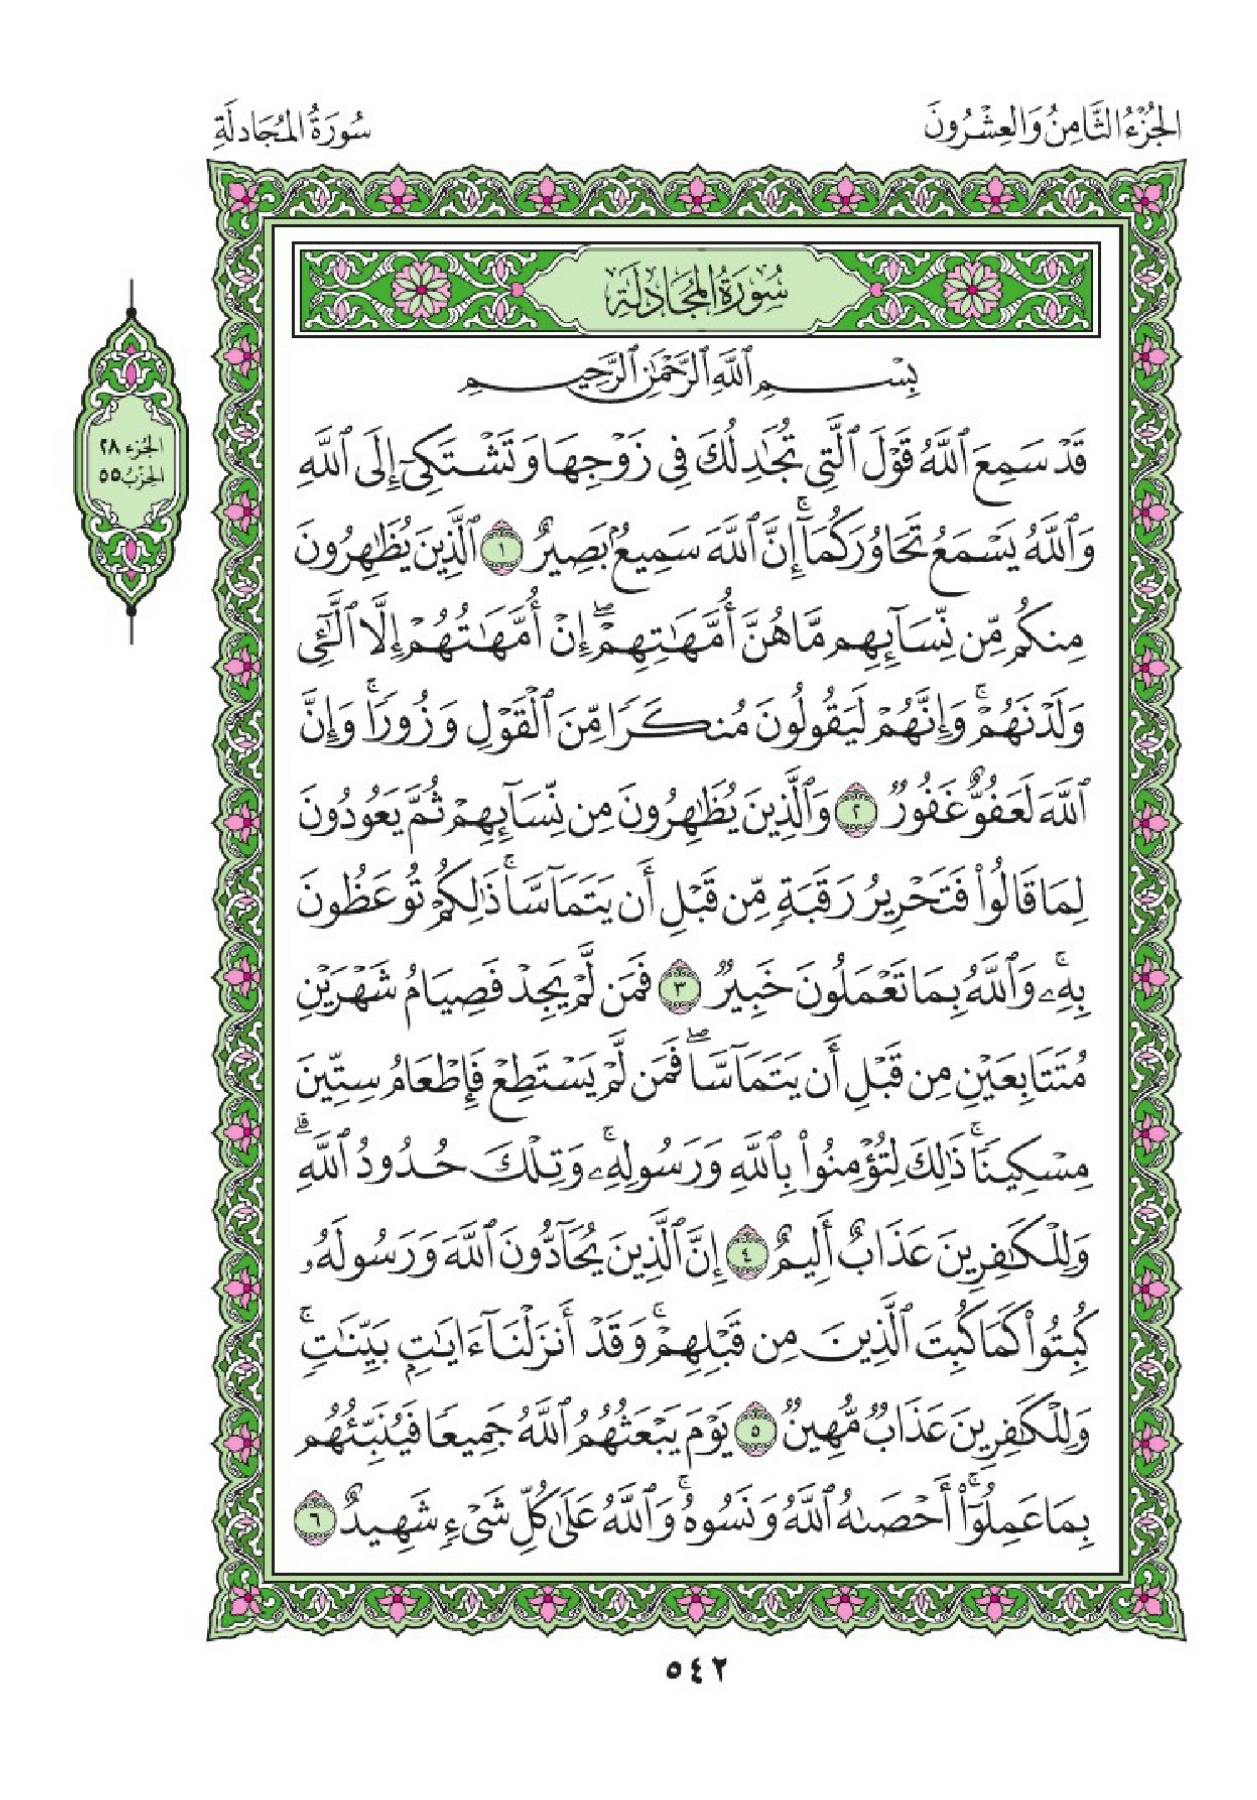 الجُزْءُ الثَّامِنُ وَالعِشْرُونَ
سُورَةُ المُجَادلَةِ
سُورَةُ المُجَادلَةِ
الجُزء ٢٨
الحِزْبُ ٥٥
بِسْمِ ٱللَّهِ ٱلرَّحْمَٰنِ ٱلرَّحِيمِ
قَدْ سَمِعَ ٱللَّهُ قَوْلَ ٱلَّتِي تُجَٰدِلُكَ فِي زَوْجِهَا وَتَشْتَكِيٓ إِلَى ٱللَّهِ
وَٱللَّهُ يَسْمَعُ تَحَاوُرَكُمَآۚ إِنَّ ٱللَّهَ سَمِيعُۢ بَصِيرٌ ١ ٱلَّذِينَ يُظَٰهِرُونَ
مِنكُم مِّن نِّسَآئِهِم مَّا هُنَّ أُمَّهَٰتِهِمْۖ إِنْ أُمَّهَٰتُهُمْ إِلَّا ٱلَّٰٓـِٔي
وَلَدْنَهُمْۚ وَإِنَّهُمْ لَيَقُولُونَ مُنكَرًا مِّنَ ٱلْقَوْلِ وَزُورًاۚ وَإِنَّ
ٱللَّهَ لَعَفُوٌّ غَفُورٌ ٢ وَٱلَّذِينَ يُظَٰهِرُونَ مِن نِّسَآئِهِمْ ثُمَّ يَعُودُونَ
لِمَا قَالُوا۟ فَتَحْرِيرُ رَقَبَةٍ مِّن قَبْلِ أَن يَتَمَآسَّاۚ ذَٰلِكُمْ تُوعَظُونَ
بِهِۦۚ وَٱللَّهُ بِمَا تَعْمَلُونَ خَبِيرٌ ٣ فَمَن لَّمْ يَجِدْ فَصِيَامُ شَهْرَيْنِ
مُتَتَابِعَيْنِ مِن قَبْلِ أَن يَتَمَآسَّاۖ فَمَن لَّمْ يَسْتَطِعْ فَإِطْعَامُ سِتِّينَ
مِسْكِينًاۚ ذَٰلِكَ لِتُؤْمِنُوا۟ بِٱللَّهِ وَرَسُولِهِۦۚ وَتِلْكَ حُدُودُ ٱللَّهِۗ
وَلِلْكَٰفِرِينَ عَذَابٌ أَلِيمٌ ٤ إِنَّ ٱلَّذِينَ يُحَآدُّونَ ٱللَّهَ وَرَسُولَهُۥ
كُبِتُوا۟ كَمَا كُبِتَ ٱلَّذِينَ مِن قَبْلِهِمْۚ وَقَدْ أَنزَلْنَآ ءَايَٰتِۭ بَيِّنَٰتٍۚ
وَلِلْكَٰفِرِينَ عَذَابٌ مُّهِينٌ ٥ يَوْمَ يَبْعَثُهُمُ ٱللَّهُ جَمِيعًا فَيُنَبِّئُهُم
بِمَا عَمِلُوٓا۟ۚ أَحْصَىٰهُ ٱللَّهُ وَنَسُوهُۚ وَٱللَّهُ عَلَىٰ كُلِّ شَىْءٍ شَهِيدٌ ٦
٥٤٢